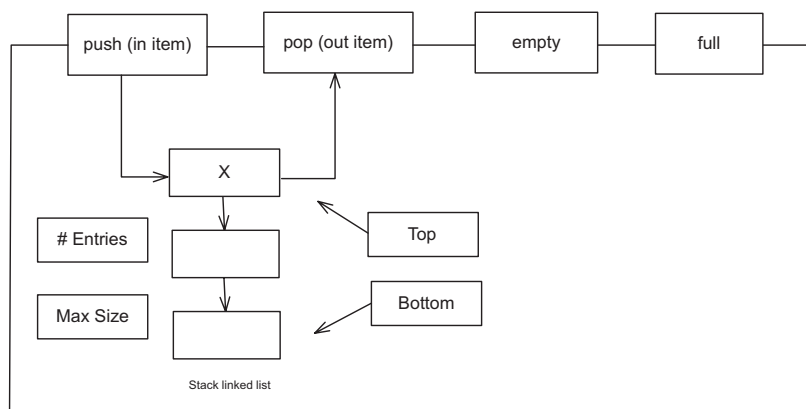 push (in item)
pop (out item)
empty
full
X
# Entries
Top
Max Size
Bottom
Stack linked list